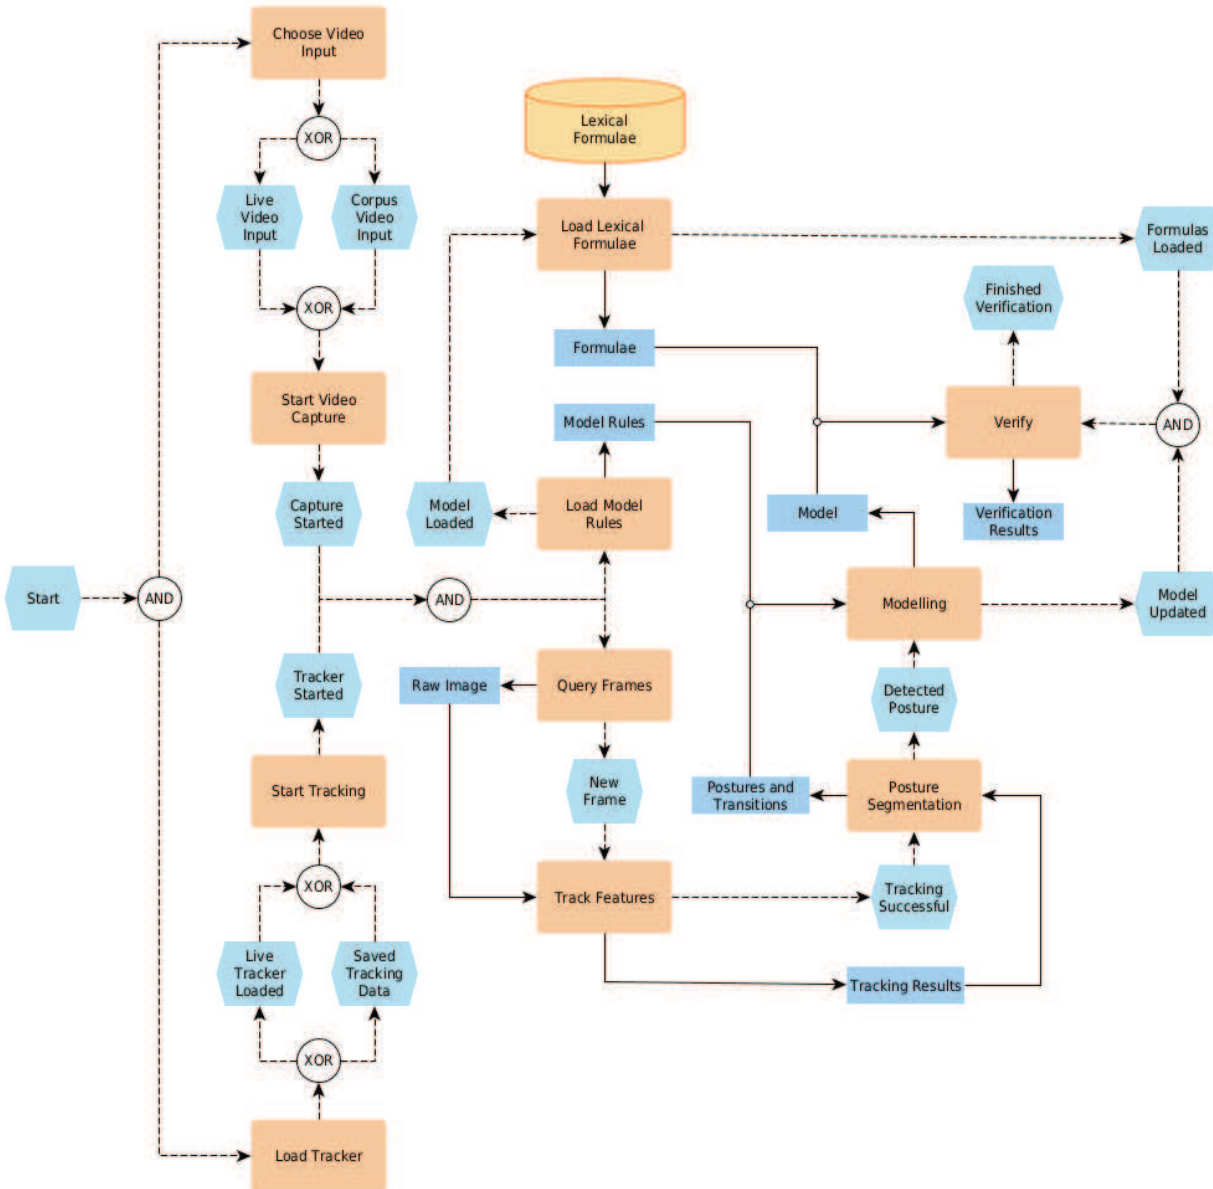 Choose Video
Input
XOR
Live
Video
Input
Corpus
Video
Input
XOR
Start Video
Capture
Capture
Started
Start
AND
Tracker
Started
Start Tracking
XOR
Live
Tracker
Loaded
Saved
Tracking
Data
XOR
Load Tracker
Lexical
Formulae
Load Lexical
Formulae
Formulae
Model Rules
Model
Loaded
Load Model
Rules
AND
Raw Image
Query Frames
New
Frame
Track Features
Formulas
Loaded
Finished
Verification
Verify
AND
Model
Verification
Results
Modelling
Model
Updated
Detected
Posture
Postures and
Transitions
Posture
Segmentation
Tracking
Successful
Tracking Results